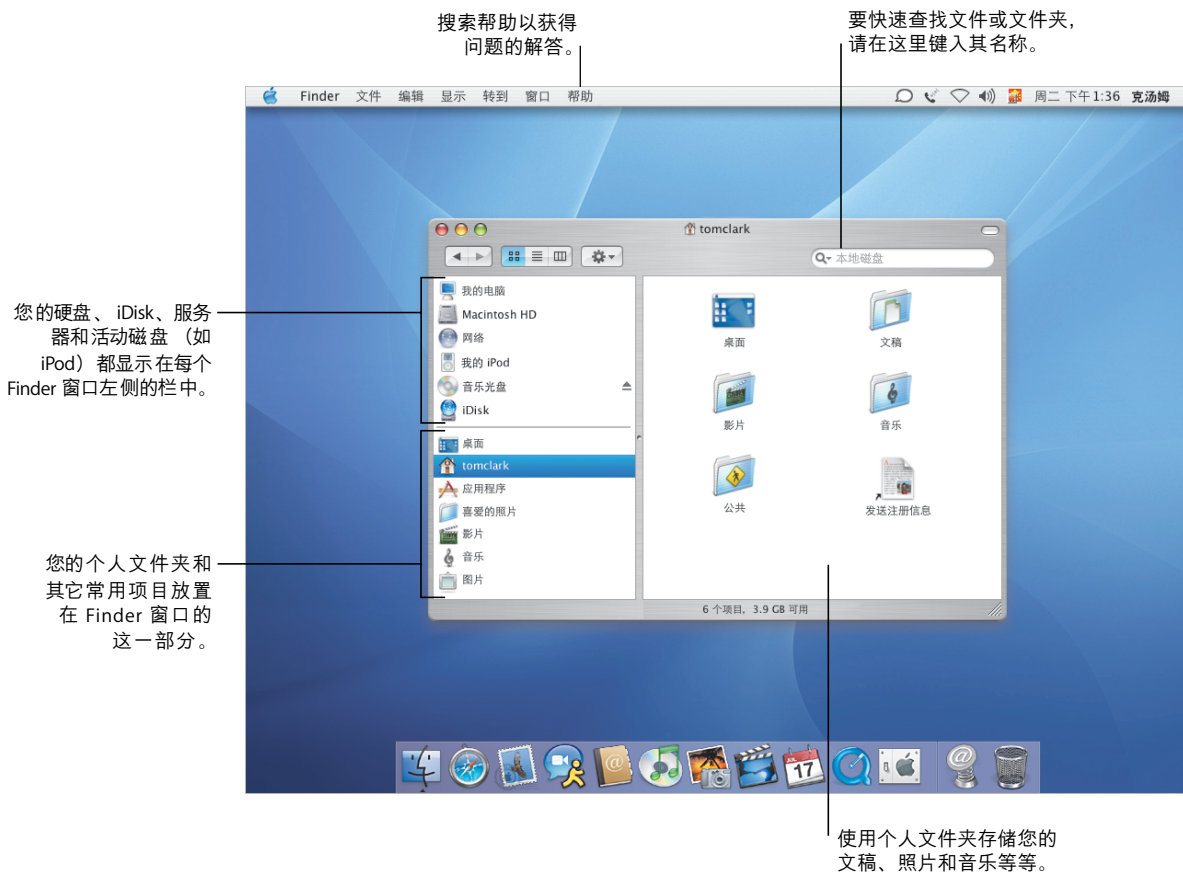 搜索帮助以获得
问题的解答。
要快速查找文件或文件夹,
请在这里键入其名称。
Finder 文件 编辑 显示 转到 窗口 帮助
周二 下午1:36 克汤姆
tomclark
本地磁盘
您的硬盘、 iDisk、服务
器和活动磁盘 （如
iPod）都显示在每个
Finder 窗口左侧的栏中。
我的电脑
Macintosh HD
网络
我的 iPod
音乐光盘
iDisk
桌面
tomclark
应用程序
喜爱的照片
影片
音乐
图片
桌面
文稿
影片
音乐
公共
发送注册信息
6 个项目, 3.9 GB 可用
您的个人文件夹和
其它常用项目放置
在 Finder 窗口的
这一部分。
JUL
17
使用个人文件夹存储您的
文稿、照片和音乐等等。